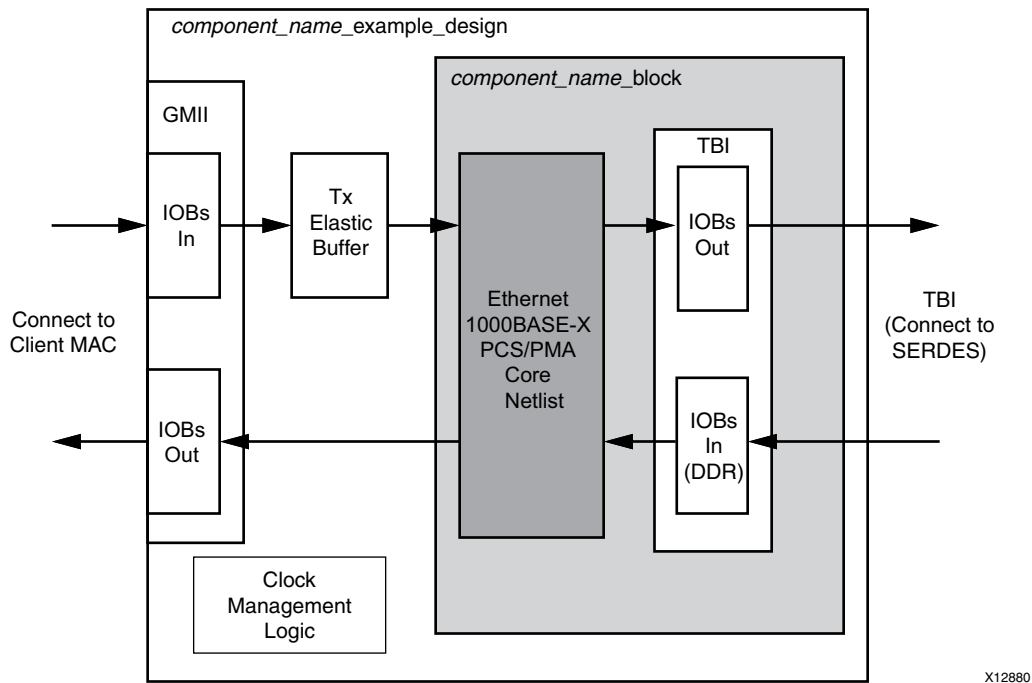 component_name_example_design
component_name_block
GMII
TBI
IOBs
In
Tx
Elastic
Buffer
IOBs
Out
Ethernet
1000BASE-X
PCS/PMA
Core
Netlist
Connect to
Client MAC
TBI
(Connect to
SERDES)
IOBs
Out
IOBs
In
(DDR)
Clock
Management
Logic
X12880